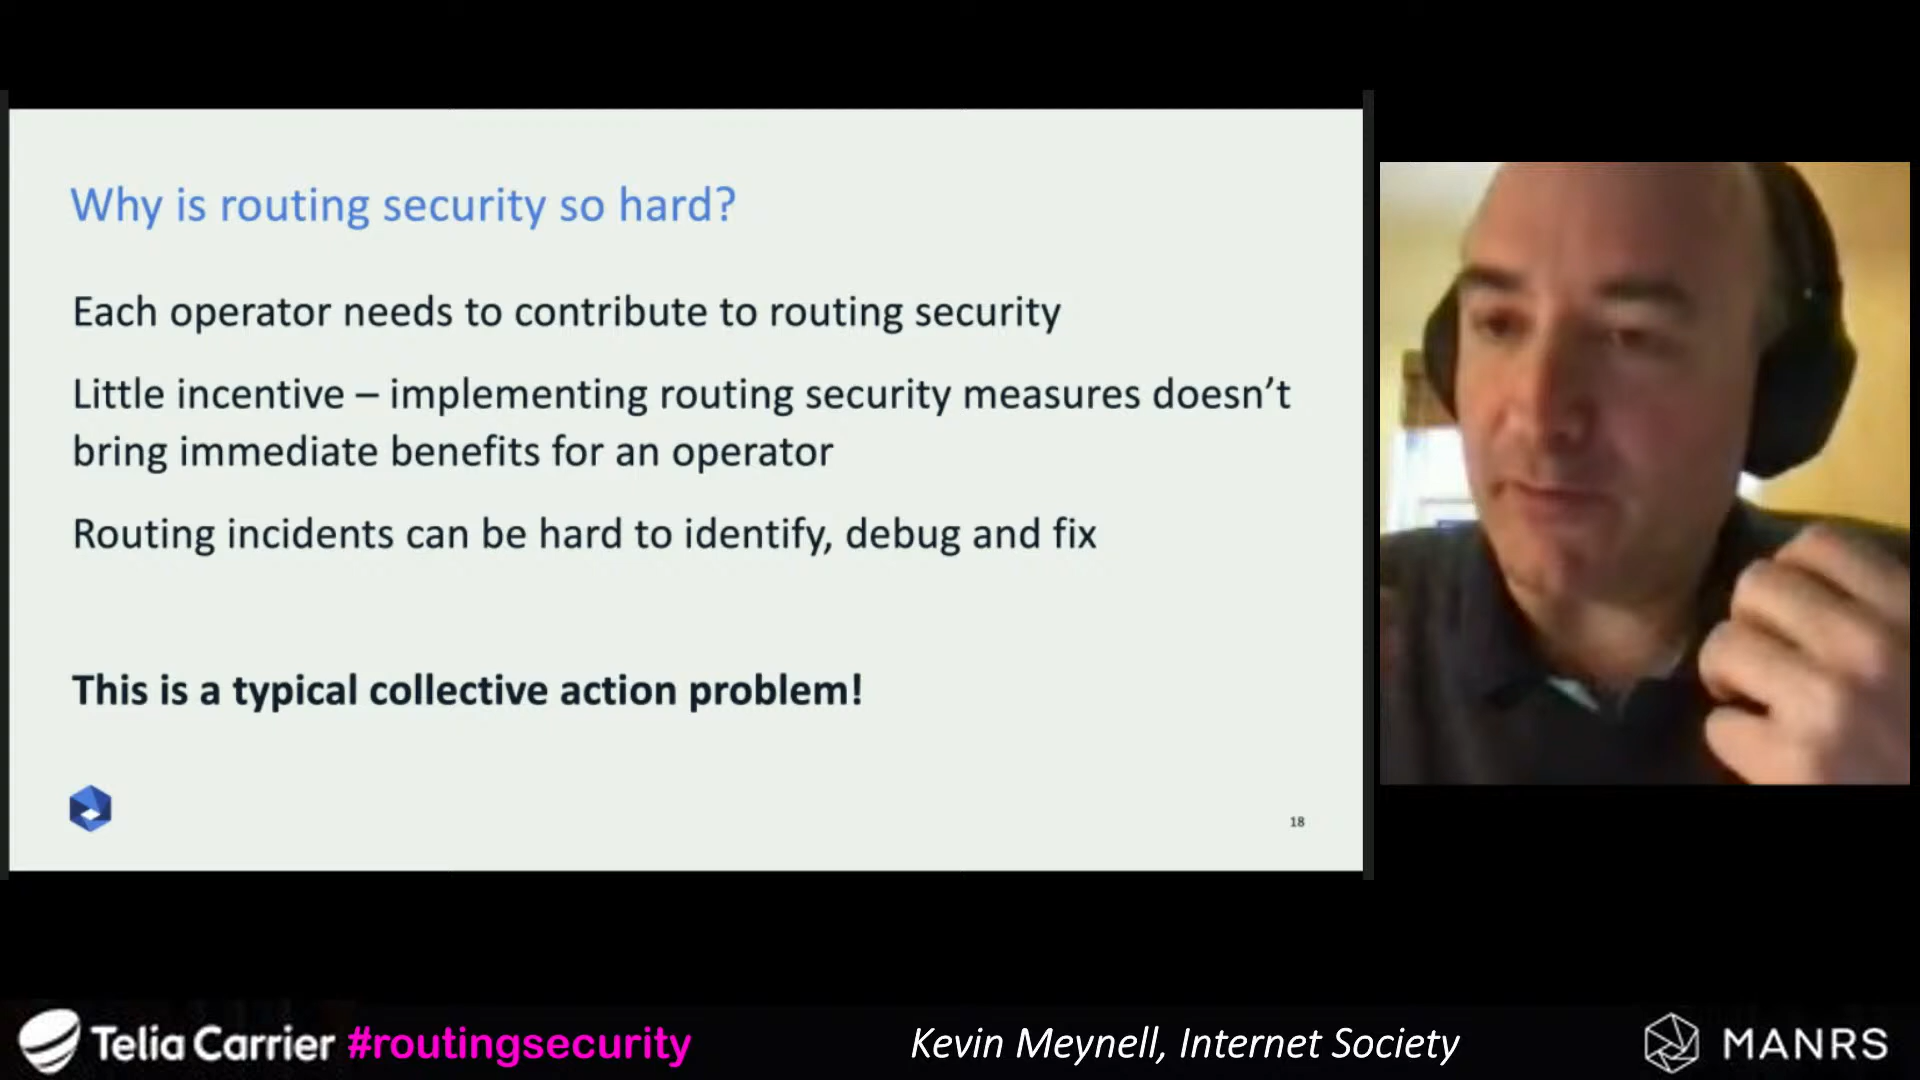 Why is routing security so hard?
Each operator needs to contribute to routing security
Little incentive – implementing routing security measures doesn’t
bring immediate benefits for an operator
Routing incidents can be hard to identify, debug and fix
This is a typical collective action problem!
18
Telia Carrier #routingsecurity
Kevin Meynell, Internet Society
MANRS